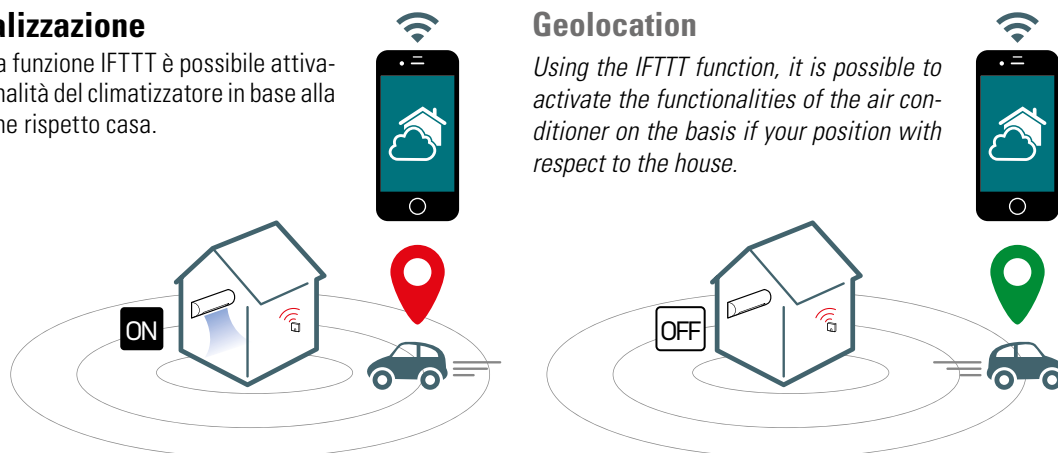 alizzazione
a funzione IFTTT è possibile attiva-
nalità del climatizzatore in base alla
ne rispetto casa.
ON
Geolocation
Using the IFTTT function, it is possible to
activate the functionalities of the air con-
ditioner on the basis if your position with
respect to the house.
OFF